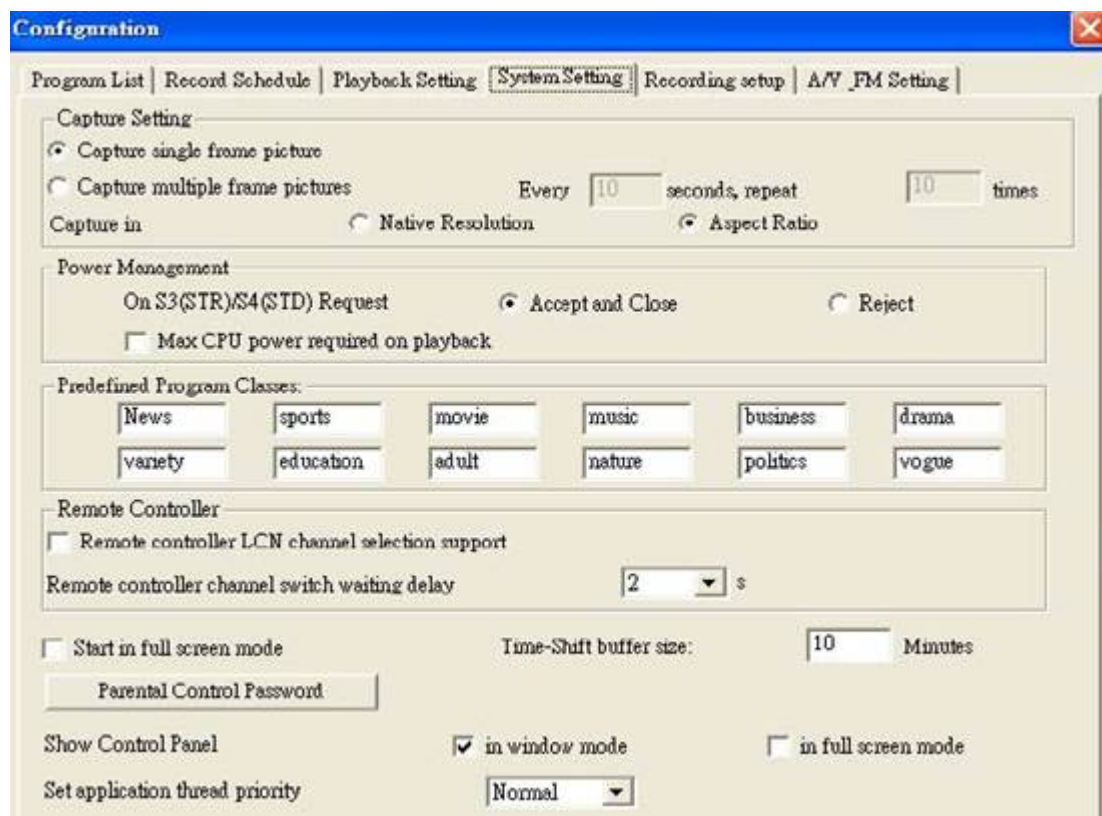 Configuration
Program List Record Schedule Playback Setting System Setting Recording setup A/V_FM Setting
Capture Setting
Capture single frame picture
Capture multiple frame pictures Every 10 seconds, repeat 10 times
Capture in Native Resolution Aspect Ratio
Power Management
On S3(STR)/S4(STD) Request Accept and Close Reject
Max CPU power required on playback
Predefined Program Classes:
News sports movie music business drama
variety education adult nature politics vogue
Remote Controller
Remote controller LCN channel selection support
Remote controller channel switch waiting delay 2 s
Start in full screen mode Time-Shift buffer size: 10 Minutes
Parental Control Password
Show Control Panel in window mode in full screen mode
Set application thread priority Normal